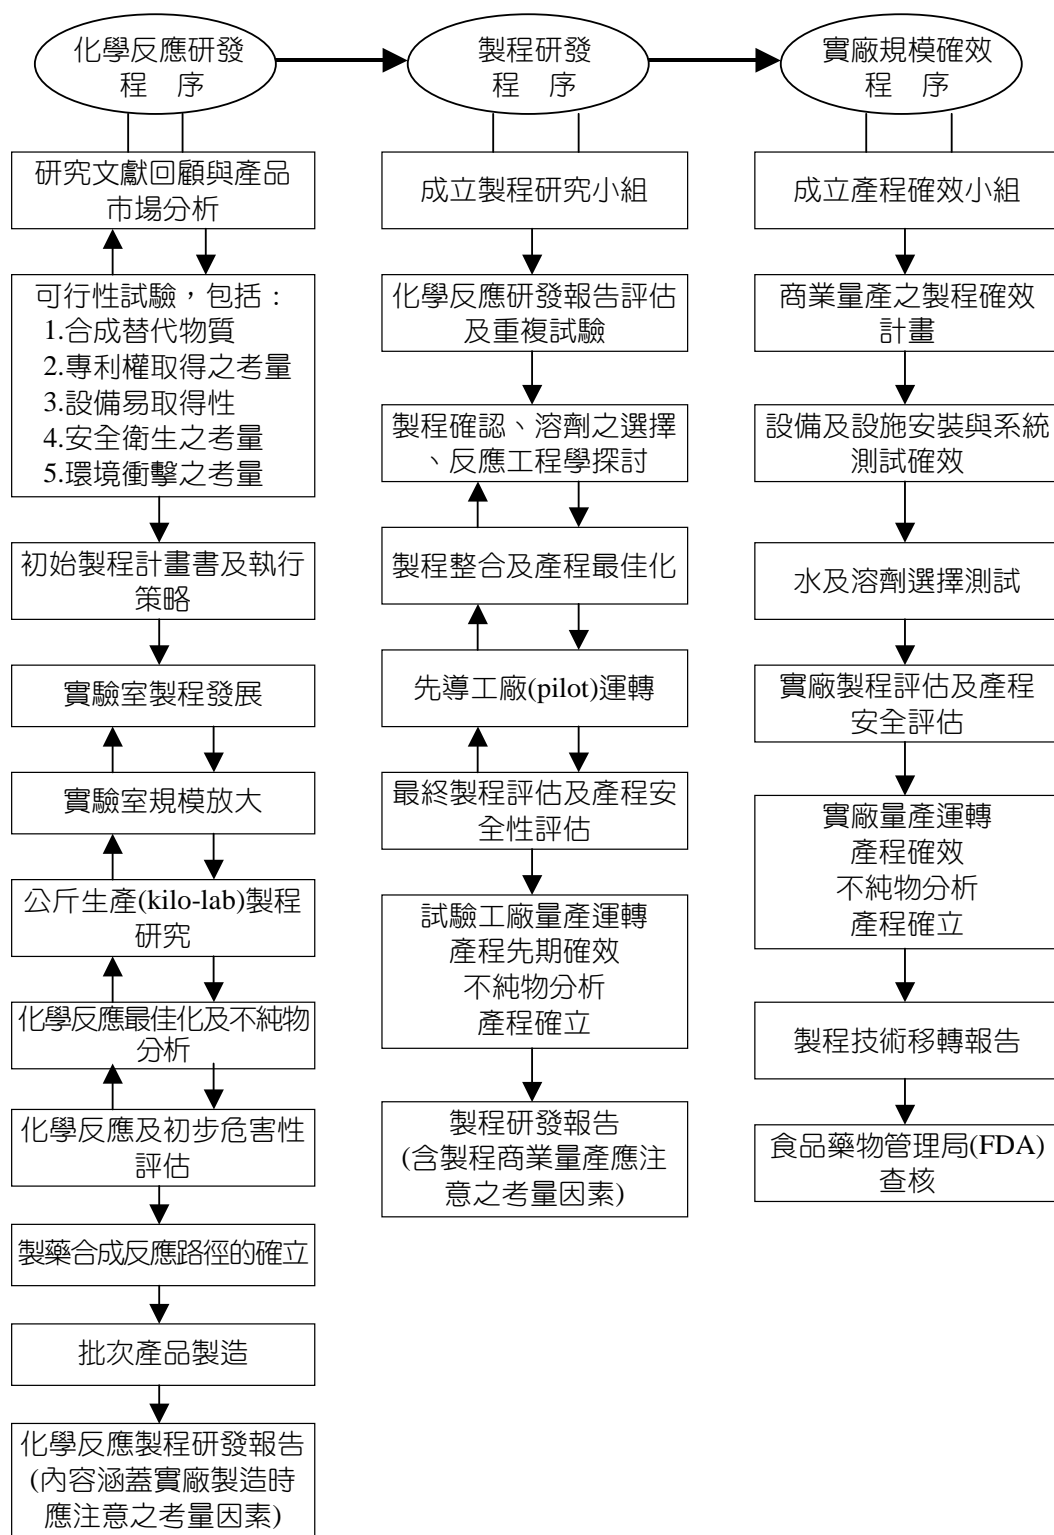 化學反應研發
程 序
製程研發
程 序
實廠規模確效
程 序
研究文獻回顧與產品
市場分析
可行性試驗，包括：
1.合成替代物質
2.專利權取得之考量
3.設備易取得性
4.安全衛生之考量
5.環境衝擊之考量
初始製程計畫書及執行
策略
實驗室製程發展
實驗室規模放大
公斤生產(kilo-lab)製程
研究
化學反應最佳化及不純物
分析
化學反應及初步危害性
評估
製藥合成反應路徑的確立
批次產品製造
化學反應製程研發報告
(內容涵蓋實廠製造時
應注意之考量因素)
成立製程研究小組
化學反應研發報告評估
及重複試驗
製程確認、溶劑之選擇
、反應工程學探討
製程整合及產程最佳化
先導工廠(pilot)運轉
最終製程評估及產程安
全性評估
試驗工廠量產運轉
產程先期確效
不純物分析
產程確立
製程研發報告
(含製程商業量產應注
意之考量因素)
成立產程確效小組
商業量產之製程確效
計畫
設備及設施安裝與系統
測試確效
水及溶劑選擇測試
實廠製程評估及產程
安全評估
實廠量產運轉
產程確效
不純物分析
產程確立
製程技術移轉報告
食品藥物管理局(FDA)
查核